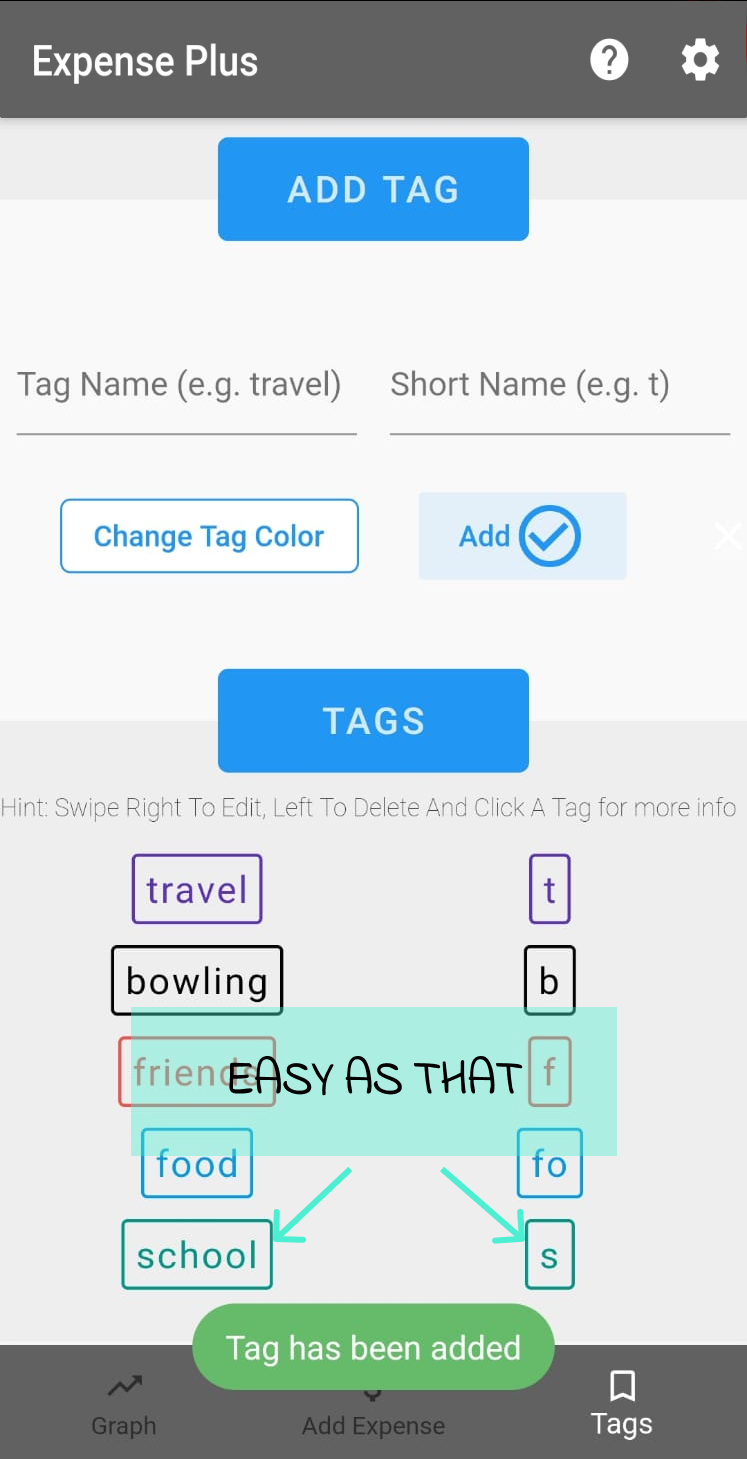 Expense Plus
ADD TAG
Tag Name (e.g. travel) Short Name (e.g. t)
Change Tag Color Add
TAGS
Hint: Swipe Right To Edit, Left To Delete And Click A Tag for more info
travel t
bowling b
friends f
EASY AS THAT
food fo
school s
Tag has been added
Graph Add Expense Tags